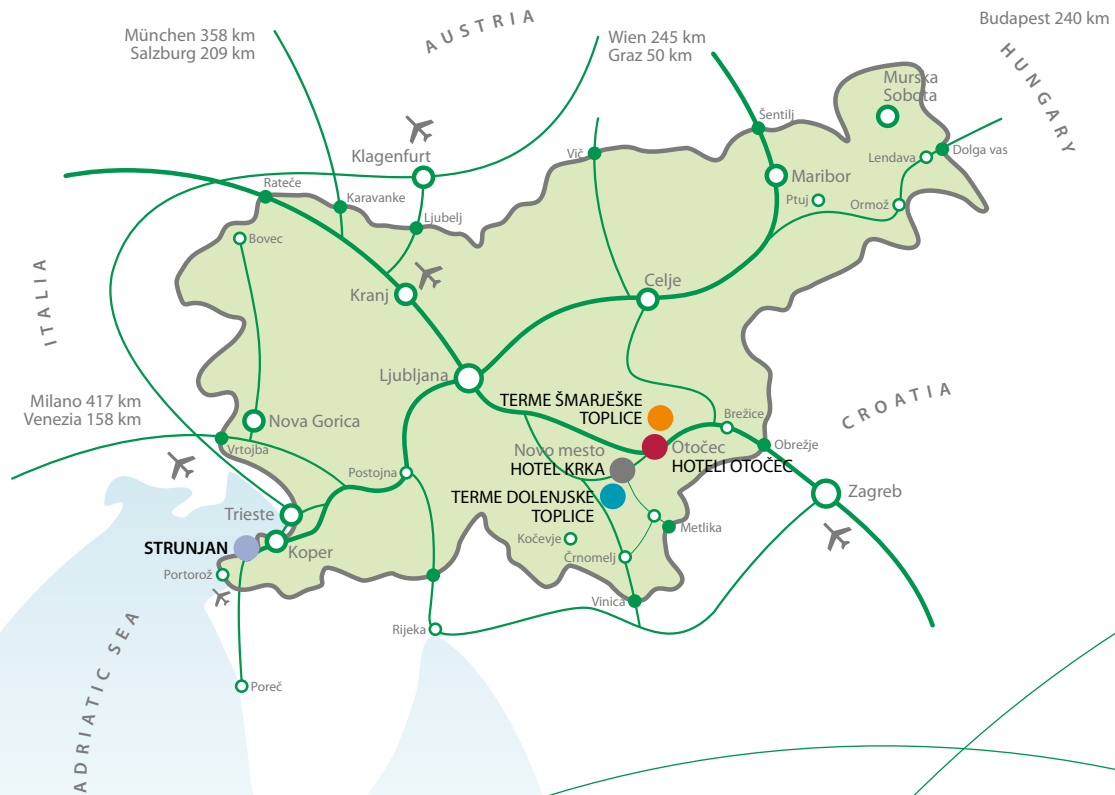 Budapest 240 km
AUSTRIA
München 358 km
Salzburg 209 km
Wien 245 km
Graz 50 km
HUNGARY
Murska
Sobota
Šentilj
Dolga vas
Lendava
Klagenfurt
Vič
Maribor
Rateče
Karavanke
Ptuj
Ormož
Ljubelj
Bovec
ITALIA
Kranj
Celje
Ljubljana
Milano 417 km
Venezia 158 km
TERME ŠMARJEŠKE
TOPLICE
CROATIA
Nova Gorica
Brežice
Vrtojba
Novo mesto
Otočec
Obrežje
Postojna
HOTEL KRKA
HOTELI OTOČEC
TERME DOLENJSKE
TOPLICE
Zagreb
Trieste
Metlika
Kočevje
STRUNJAN
Koper
Črnomelj
Portorož
Vinica
Rijeka
ADRIATIC SEA
Poreč